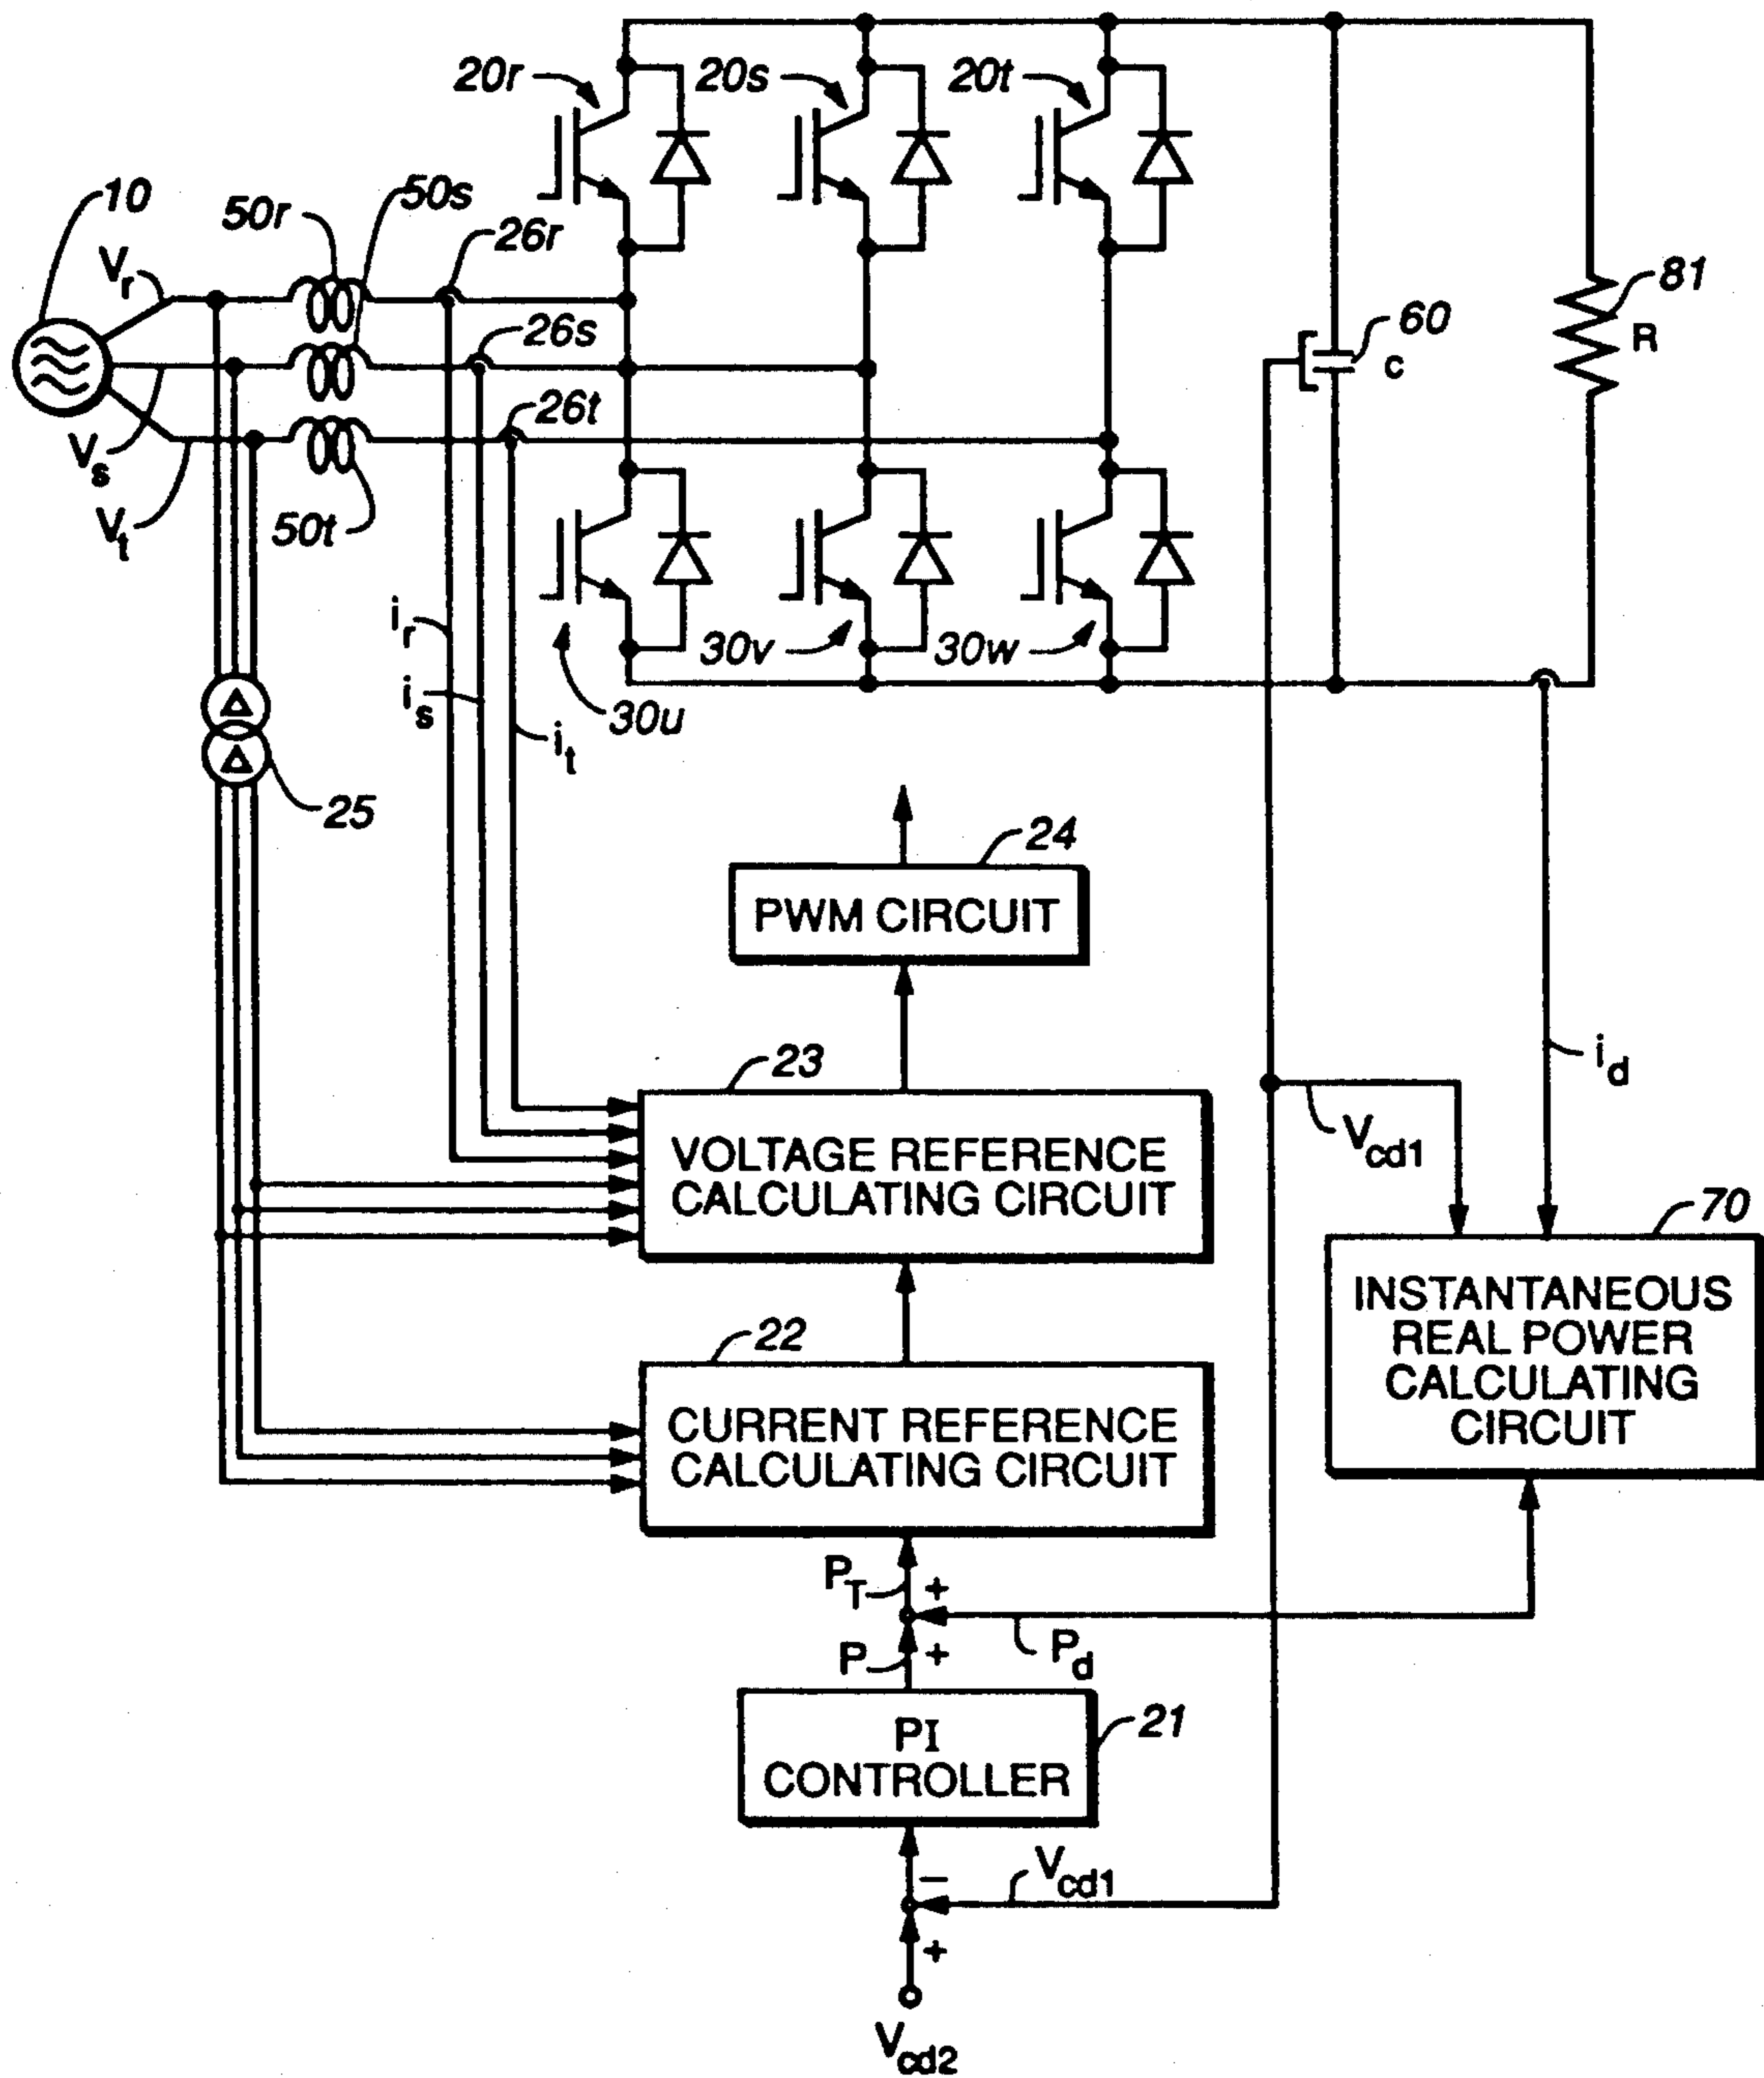 20r
20s
20t
10
50r
50s
26r
Vr
81
26s
60
R
c
26t
Vs
Vt
50t
ir
30v
30w
is
30u
it
25
24
PWM CIRCUIT
23
id
Vcd1
VOLTAGE REFERENCE
CALCULATING CIRCUIT
70
INSTANTANEOUS
REAL POWER
CALCULATING
CIRCUIT
22
CURRENT REFERENCE
CALCULATING CIRCUIT
PT
+
P
+
Pd
21
PI
CONTROLLER
Vcd1
−
+
Vcd2